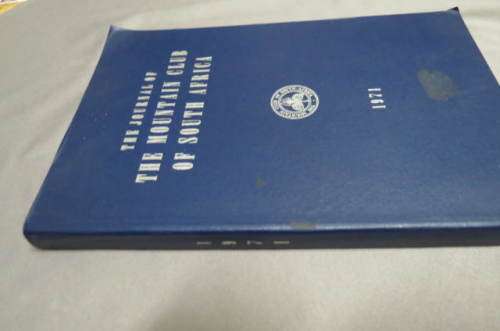 THE JOURNAL OF
THE MOUNTAIN CLUB
OF SOUTH AFRICA
1971